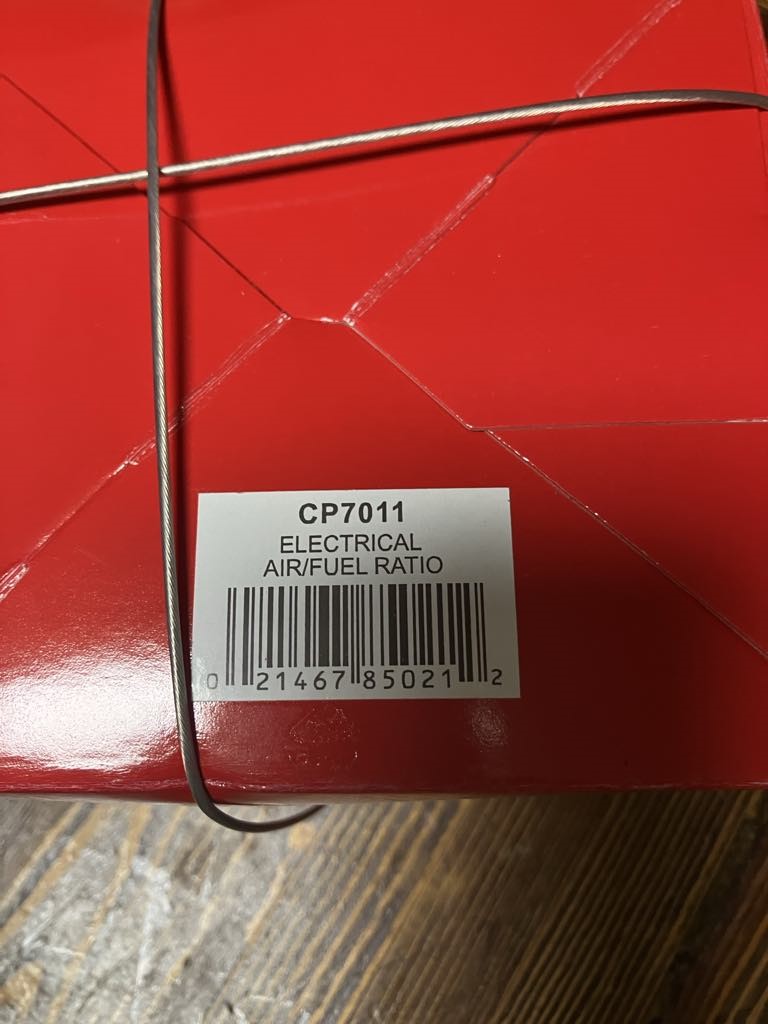 CP7011
ELECTRICAL
AIR/FUEL RATIO
0 21467 85021 2